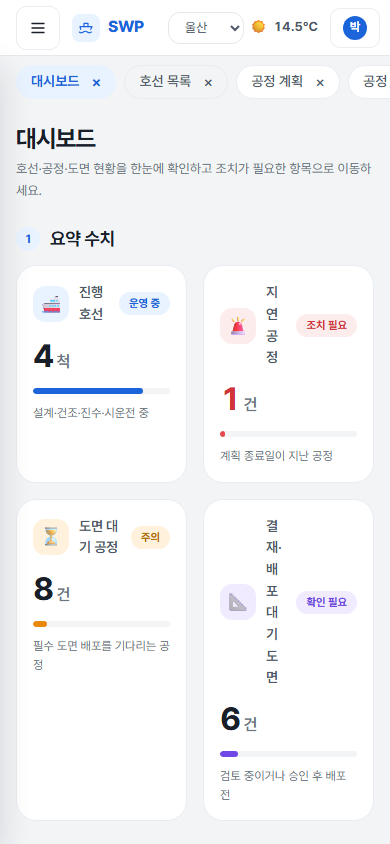 SWP
울산
14.5°C
박
대시보드 ×
호선 목록 ×
공정 계획 ×
공정
대시보드
호선·공정·도면 현황을 한눈에 확인하고 조치가 필요한 항목으로 이동하
세요.
1 요약 수치
진행
호선
운영 중
4 척
설계·건조·진수·시운전 중
지
연
공
정
조치 필요
1 건
계획 종료일이 지난 공정
도면 대
기 공정
주의
8 건
필수 도면 배포를 기다리는 공
정
결
재·
배
포
대
기
도
면
확인 필요
6 건
검토 중이거나 승인 후 배포
전